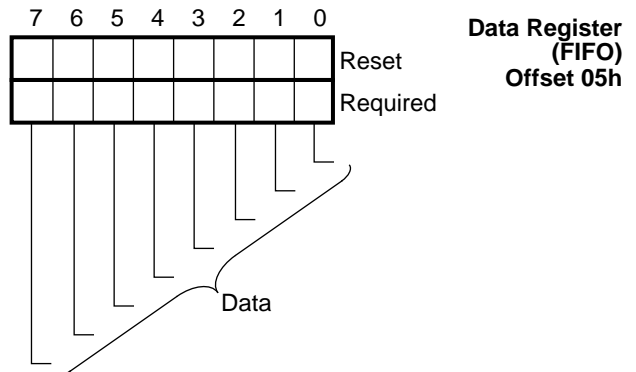 7 6 5 4 3 2 1 0
Data Register
(FIFO)
Offset 05h
Reset
Required
Data